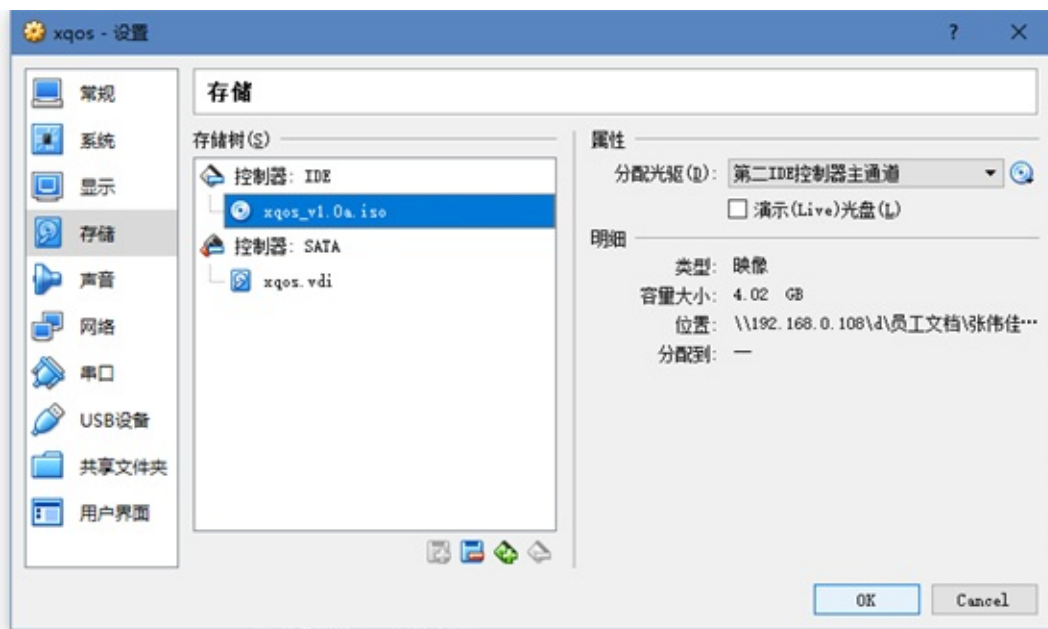 xqos - 设置
?
常规
系统
显示
存储
声音
网络
串口
USB设备
共享文件夹
用户界面
存储
存储树(S)
控制器: IDE
xqos_v1.0a.iso
控制器: SATA
xqos.vdi
属性
分配光驱(D): 第二IDE控制器主通道
演示(Live)光盘(L)
明细
类型: 映像
容量大小: 4.02 GB
位置: \\192.168.0.108\d\员工文档\张伟佳…
分配到: —
OK
Cancel